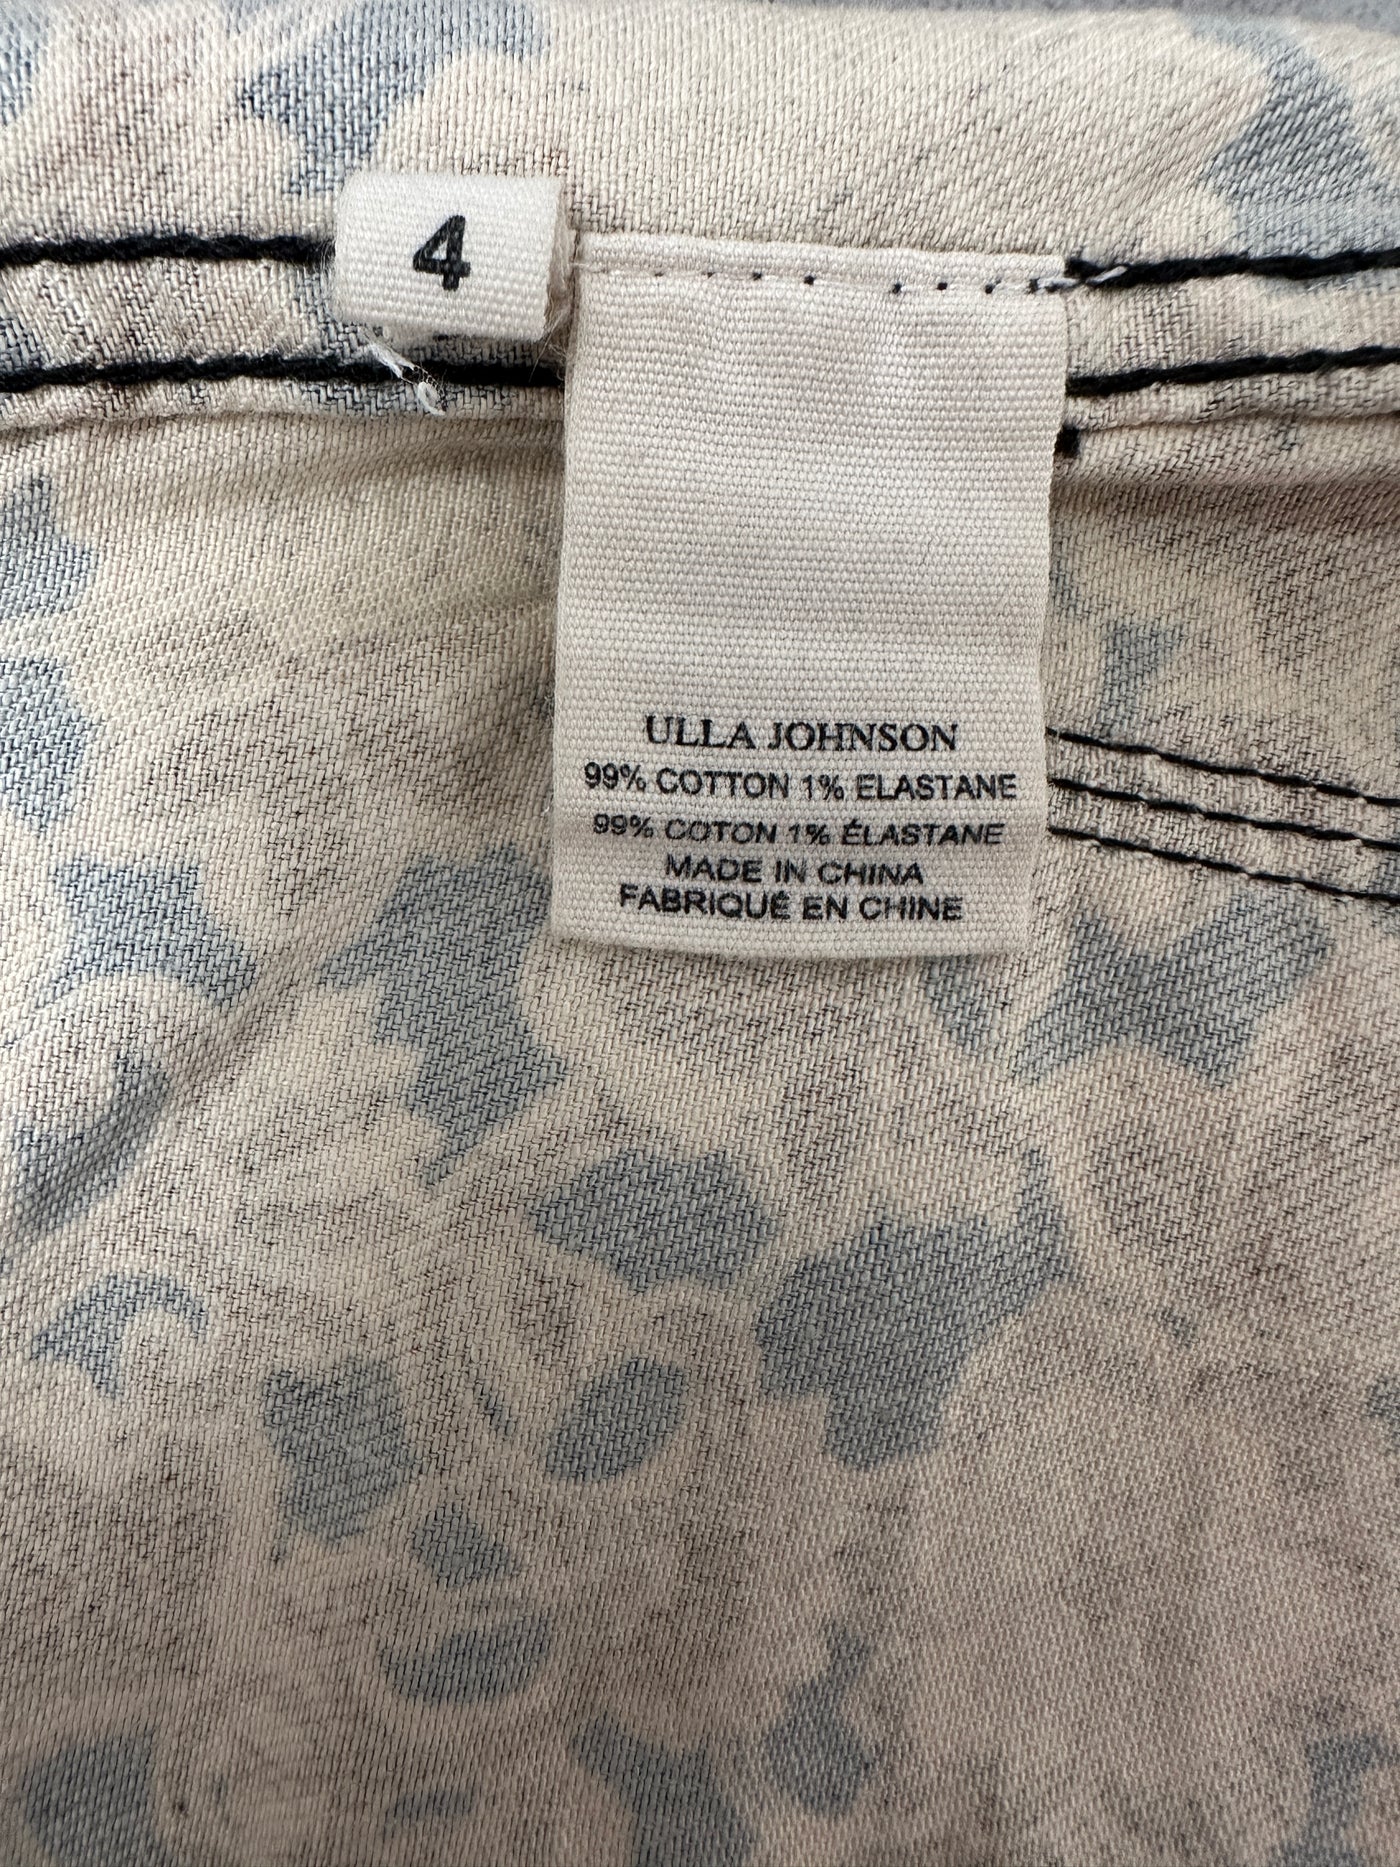 4
ULLA JOHNSON
99% COTTON 1% ELASTANE
99% COTON 1% ÉLASTANE
MADE IN CHINA
FABRIQUÉ EN CHINE